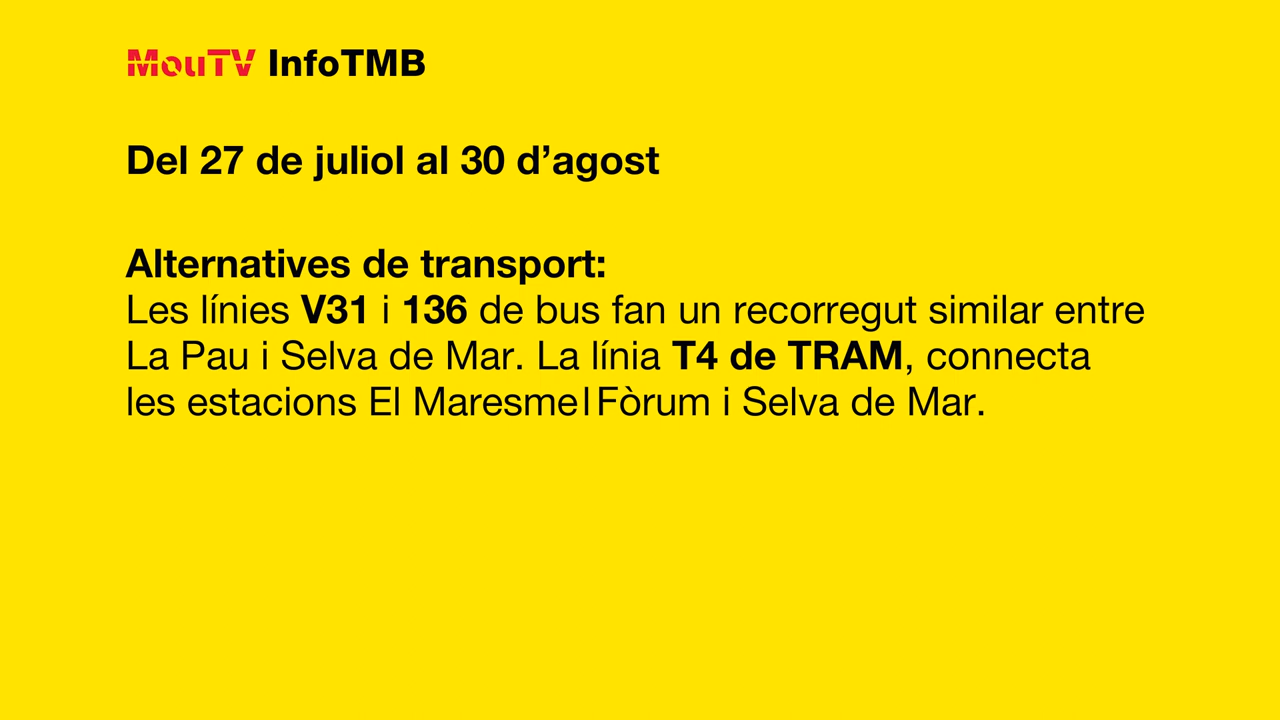 MouTV InfoTMB
Del 27 de juliol al 30 d’agost
Alternatives de transport:
Les línies V31 i 136 de bus fan un recorregut similar entre
La Pau i Selva de Mar. La línia T4 de TRAM, connecta
les estacions El Maresme|Fòrum i Selva de Mar.